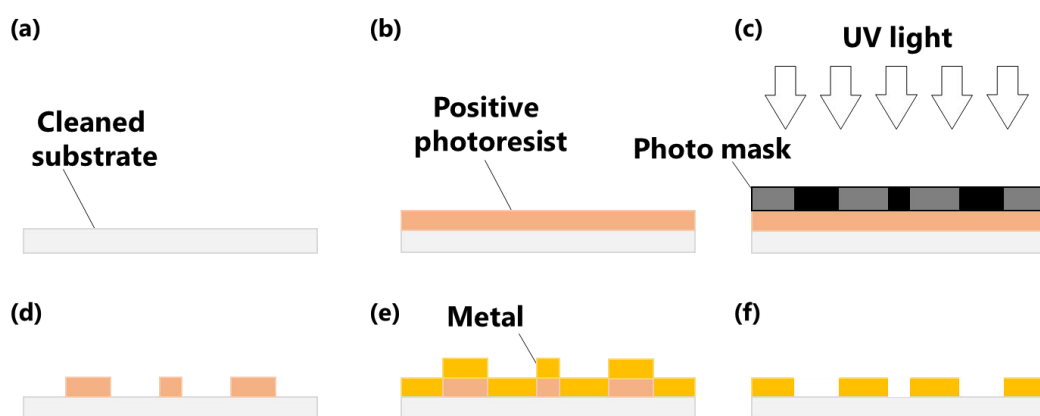 (a)
Cleaned
substrate
(b)
Positive
photoresist
(c)
UV light
Photo mask
(d)
(e)
Metal
(f)